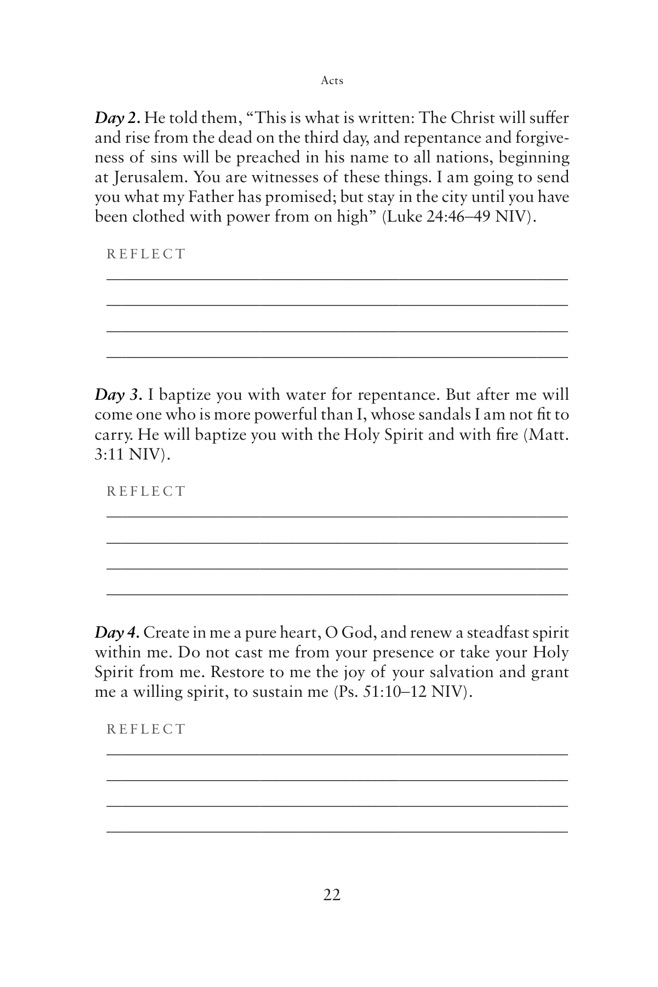 Acts
Day 2. He told them, “This is what is written: The Christ will suffer
and rise from the dead on the third day, and repentance and forgive-
ness of sins will be preached in his name to all nations, beginning
at Jerusalem. You are witnesses of these things. I am going to send
you what my Father has promised; but stay in the city until you have
been clothed with power from on high” (Luke 24:46–49 NIV).
REFLECT
Day 3. I baptize you with water for repentance. But after me will
come one who is more powerful than I, whose sandals I am not fit to
carry. He will baptize you with the Holy Spirit and with fire (Matt.
3:11 NIV).
REFLECT
Day 4. Create in me a pure heart, O God, and renew a steadfast spirit
within me. Do not cast me from your presence or take your Holy
Spirit from me. Restore to me the joy of your salvation and grant
me a willing spirit, to sustain me (Ps. 51:10–12 NIV).
REFLECT
22